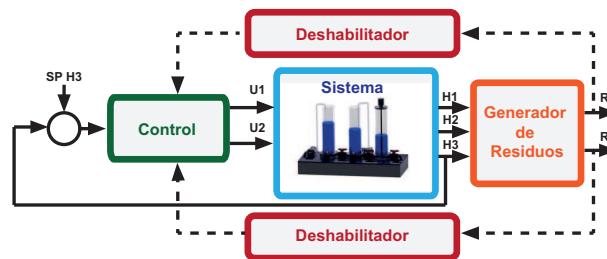 Deshabilitador
SP H3
Control
U1
U2
Sistema
H1
H2
H3
Generador
de
Residuos
R
R
Deshabilitador